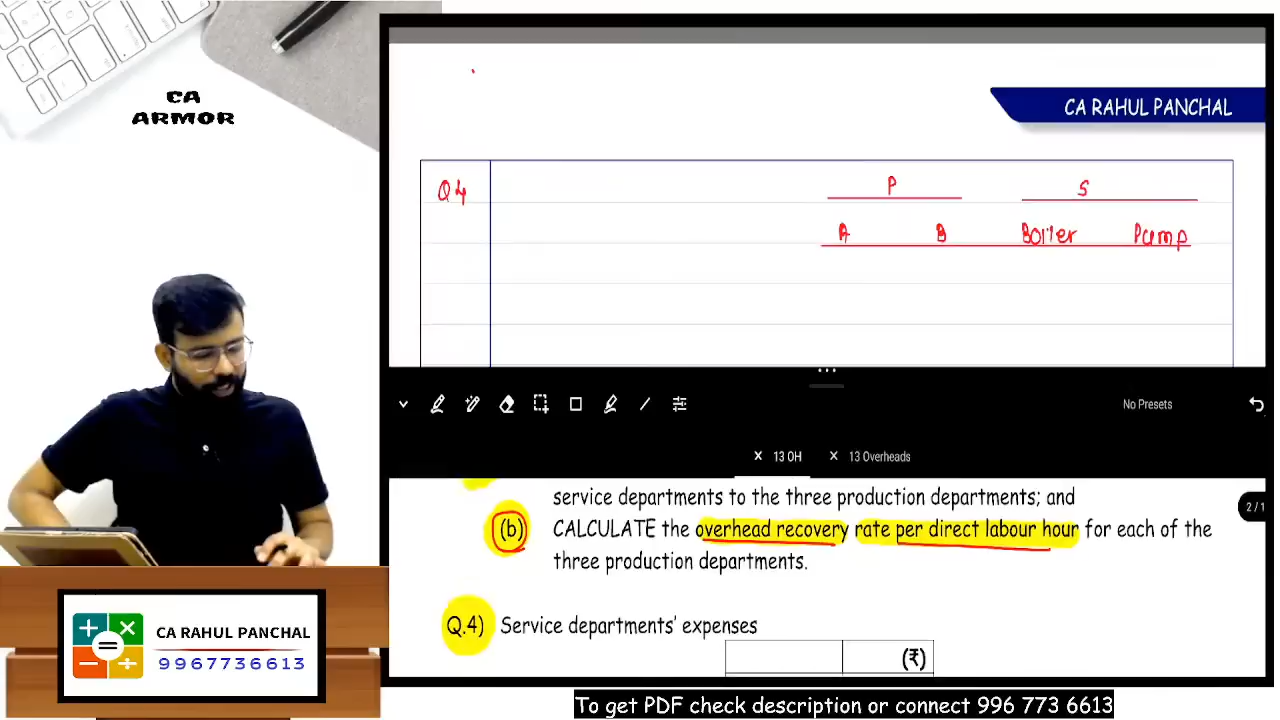 CA
ARMOR
CA RAHUL PANCHAL
Q4
P S
A B Boiler Pump
No Presets
13 OH 13 Overheads
2/1
service departments to the three production departments; and
(b) CALCULATE the overhead recovery rate per direct labour hour for each of the
three production departments.
Q.4) Service departments' expenses
(₹)
CA RAHUL PANCHAL
9967736613
To get PDF check description or connect 996 773 6613